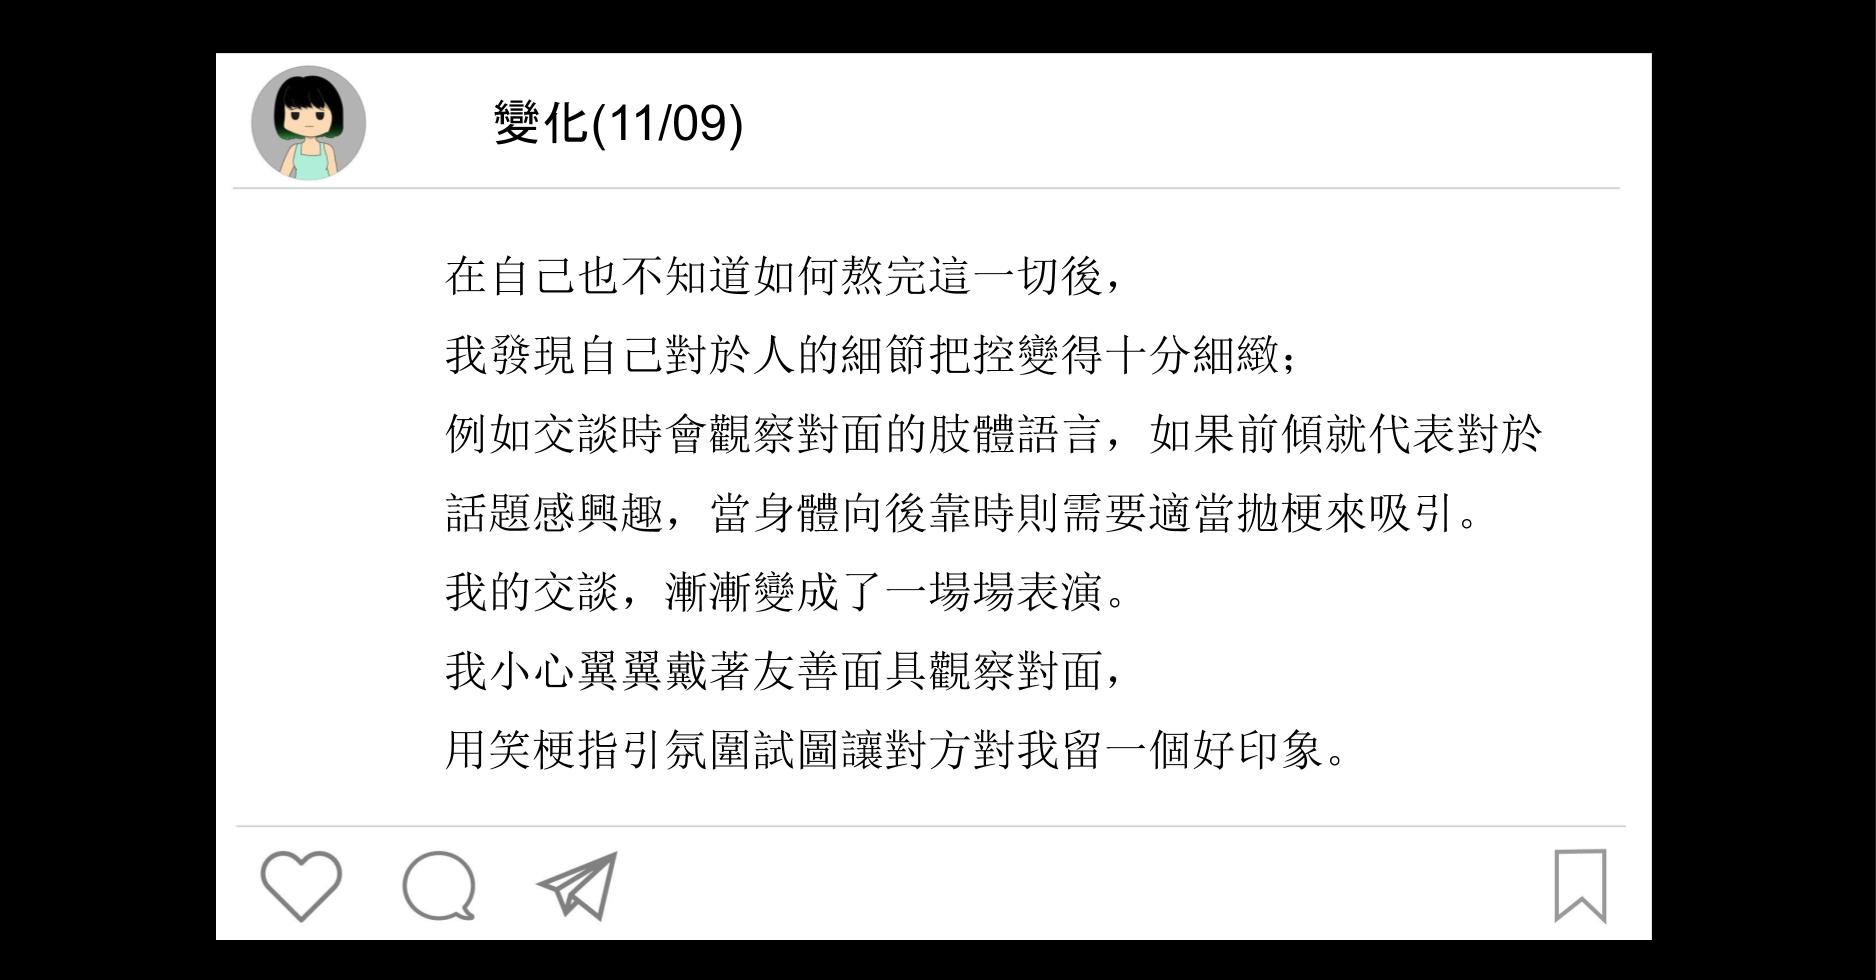 變化(11/09)
在自己也不知道如何熬完這一切後，
我發現自己對於人的細節把控變得十分細緻；
例如交談時會觀察對面的肢體語言，如果前傾就代表對於
話題感興趣，當身體向後靠時則需要適當拋梗來吸引。
我的交談，漸漸變成了一場場表演。
我小心翼翼戴著友善面具觀察對面，
用笑梗指引氛圍試圖讓對方對我留一個好印象。